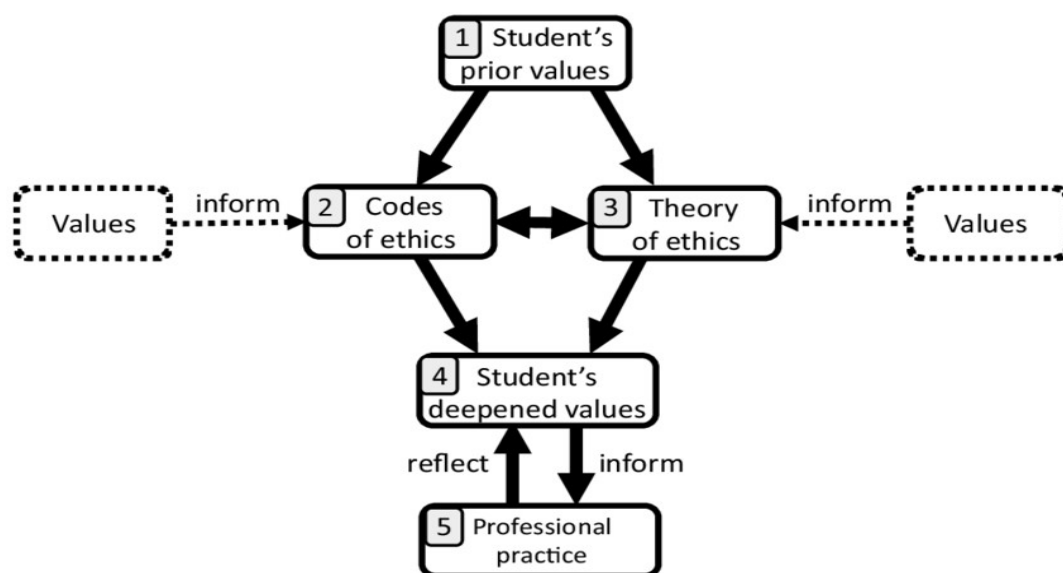 1 Student’s
prior values
Values
inform
2 Codes
of ethics
3 Theory
of ethics
inform
Values
4 Student’s
deepened values
reflect
inform
5 Professional
practice